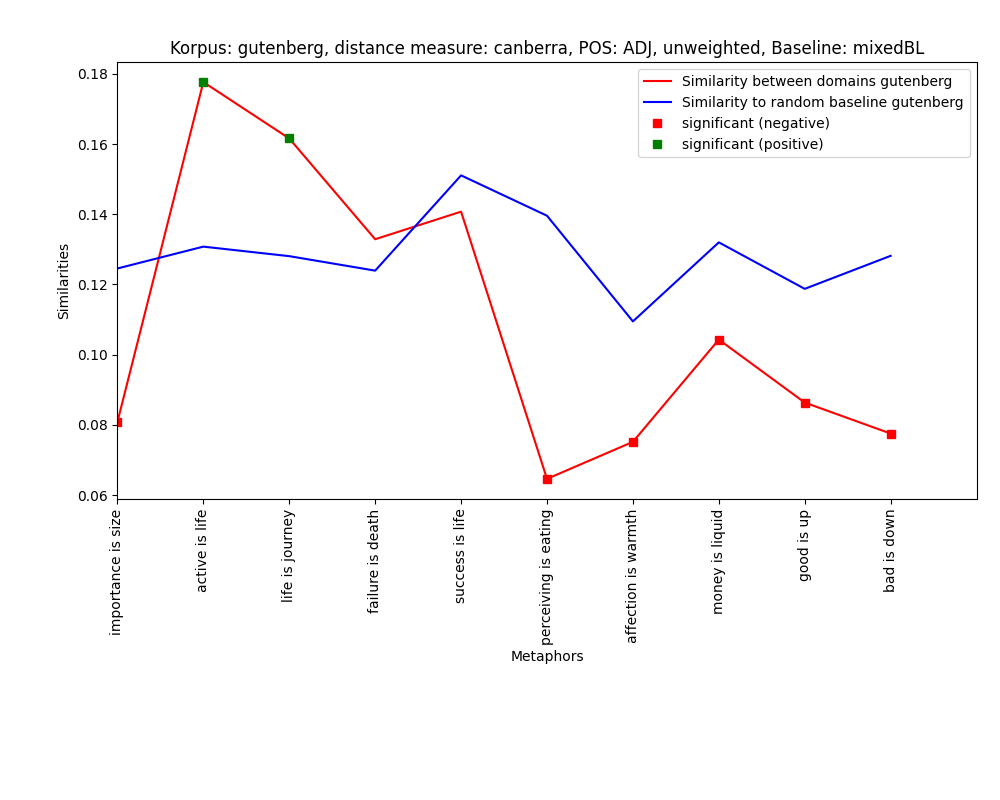 Korpus: gutenberg, distance measure: canberra, POS: ADJ, unweighted, Baseline: mixedBL
Similarity between domains gutenberg
Similarity to random baseline gutenberg
significant (negative)
significant (positive)
Similarities
0.18
0.16
0.14
0.12
0.10
0.08
0.06
importance is size
active is life
life is journey
failure is death
success is life
perceiving is eating
affection is warmth
money is liquid
good is up
bad is down
Metaphors